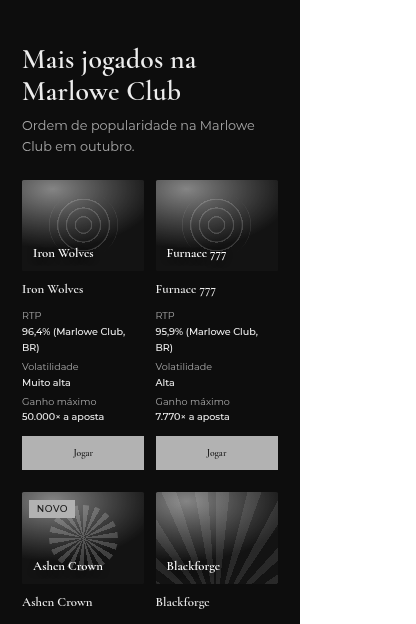 Mais jogados na
Marlowe Club
Ordem de popularidade na Marlowe
Club em outubro.
Iron Wolves
Furnace 777
Iron Wolves
Furnace 777
RTP
96,4% (Marlowe Club,
BR)
RTP
95,9% (Marlowe Club,
BR)
Volatilidade
Muito alta
Volatilidade
Alta
Ganho máximo
50.000× a aposta
Ganho máximo
7.770× a aposta
Jogar
Jogar
NOVO
Ashen Crown
Blackforge
Ashen Crown
Blackforge